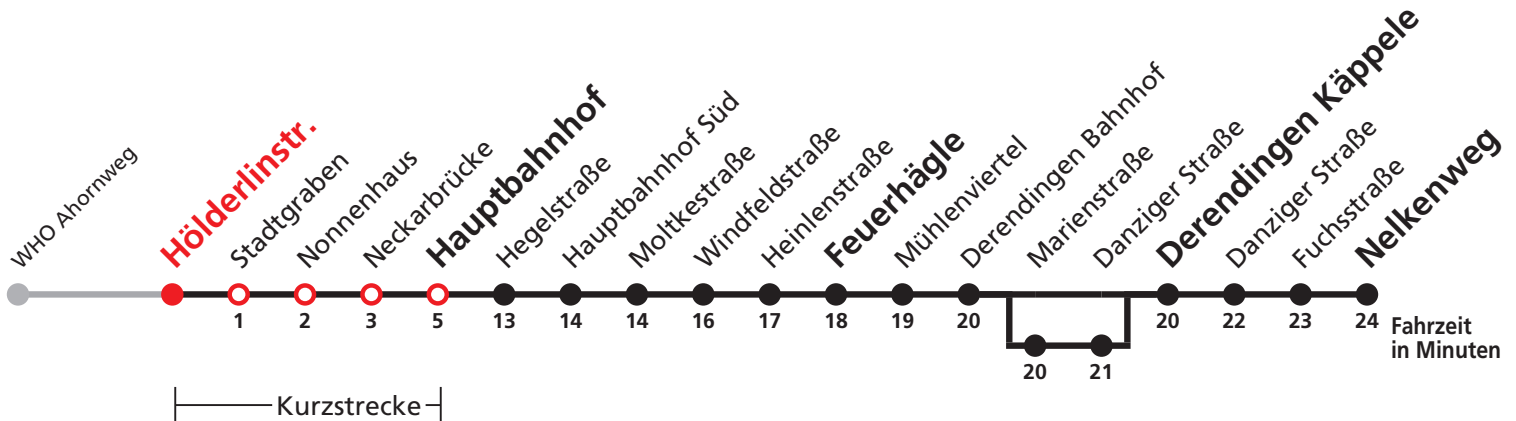 WHO Ahornweg
Hölderlinstr.
Stadtgraben
Nonnenhaus
Neckarbrücke
Hauptbahnhof
Hegelstraße
Hauptbahnhof Süd
Moltkestraße
Windfeldstraße
Heinlenstraße
Feuerhägle
Mühlenviertel
Derendingen Bahnhof
Marienstraße
Danziger Straße
Derendingen Käppele
Danziger Straße
Fuchsstraße
Nelkenweg
1 2 3 5 13 14 14 16 17 18 19 20 20 22 23 24
Fahrzeit
in Minuten
20 21
Kurzstrecke